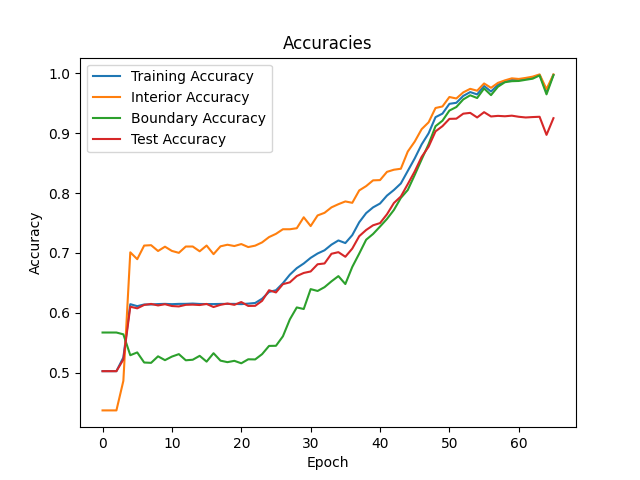 Accuracies
Training Accuracy
Interior Accuracy
Boundary Accuracy
Test Accuracy
Accuracy
1.0
0.9
0.8
0.7
0.6
0.5
0 10 20 30 40 50 60
Epoch